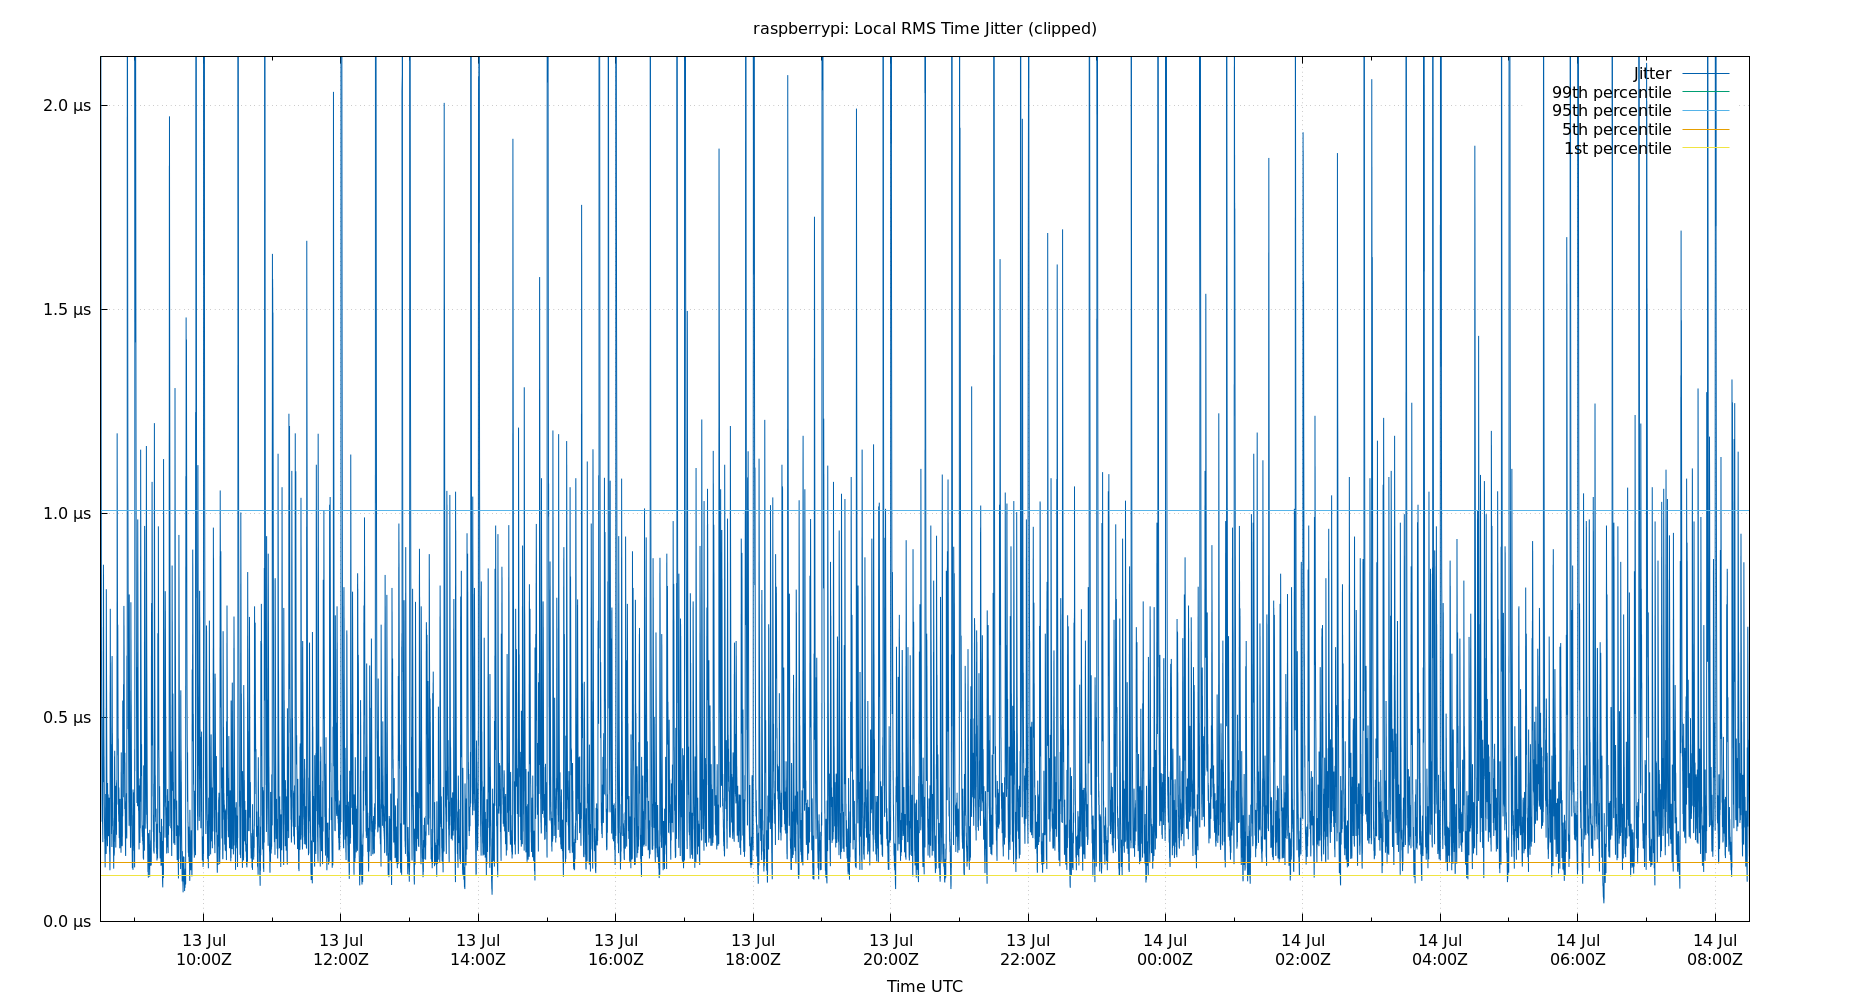 raspberrypi: Local RMS Time Jitter (clipped)
Jitter
99th percentile
95th percentile
5th percentile
1st percentile
2.0 µs
1.5 µs
1.0 µs
0.5 µs
0.0 µs
13 Jul 13 Jul 13 Jul 13 Jul 13 Jul 13 Jul 13 Jul 14 Jul 14 Jul 14 Jul 14 Jul 14 Jul
10:00Z 12:00Z 14:00Z 16:00Z 18:00Z 20:00Z 22:00Z 00:00Z 02:00Z 04:00Z 06:00Z 08:00Z
Time UTC